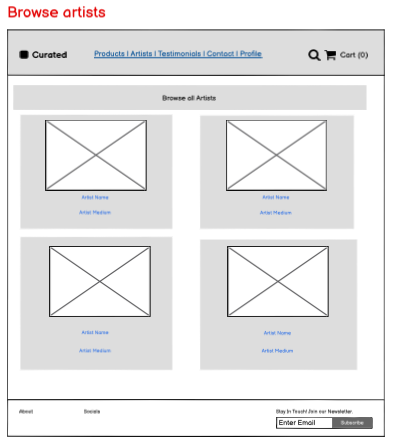 Browse artists
Curated
Products | Artists | Testimonials | Contact | Profile
Cart (0)
Browse all Artists
Artist Name
Artist Medium
Artist Name
Artist Medium
Artist Name
Artist Medium
Artist Name
Artist Medium
About
Socials
Stay In Touch! Join our Newsletter.
Enter Email
Subscribe